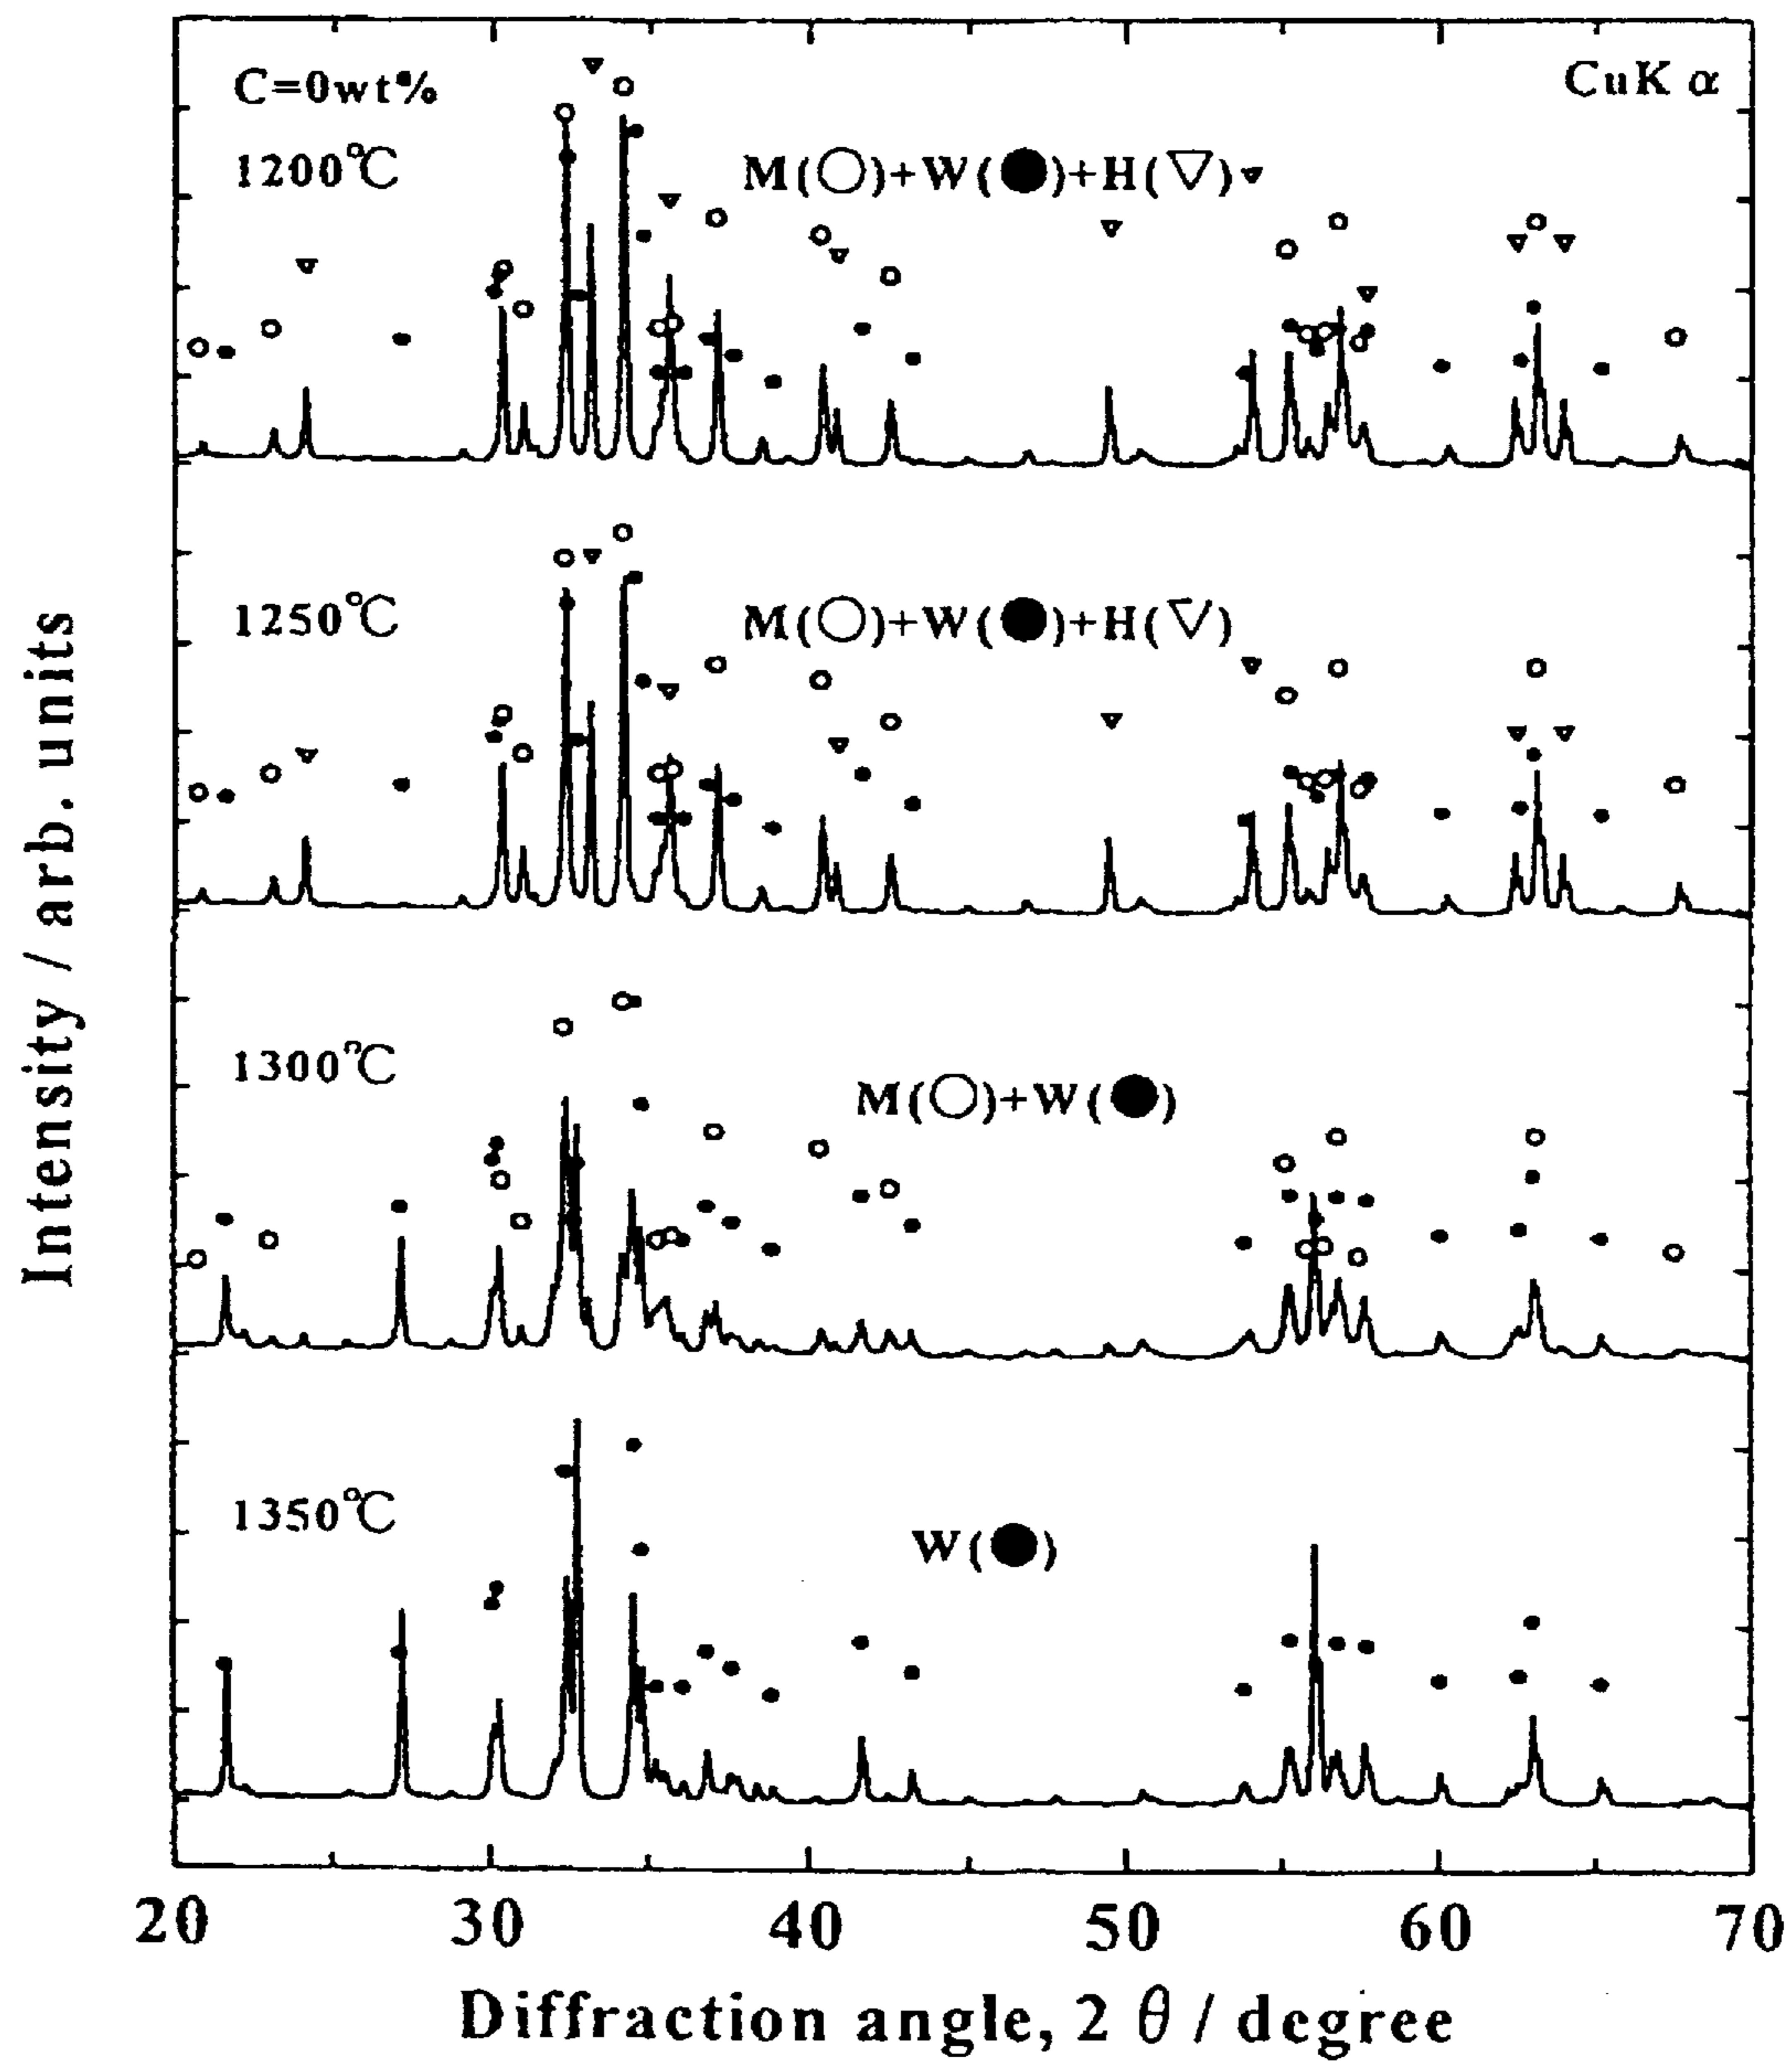 C=0wt%
CuK α
1200℃
M(○)+W(●)+H(▽)
1250℃
M(○)+W(●)+H(▽)
1300℃
M(○)+W(●)
1350℃
W(●)
Intensity / arb. units
20 30 40 50 60 70
Diffraction angle, 2 θ / degree